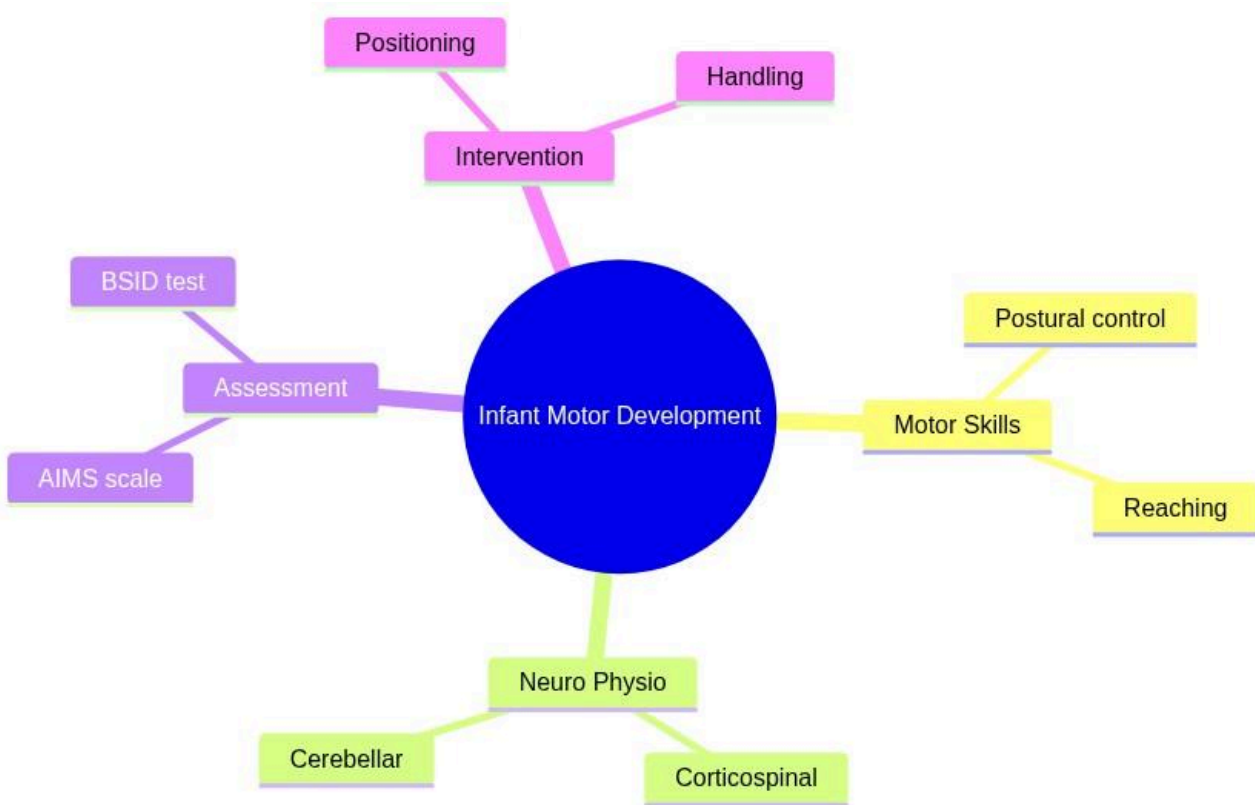 Positioning
Handling
Intervention
BSID test
Assessment
AIMS scale
Infant Motor Development
Postural control
Motor Skills
Reaching
Neuro Physio
Cerebellar
Corticospinal